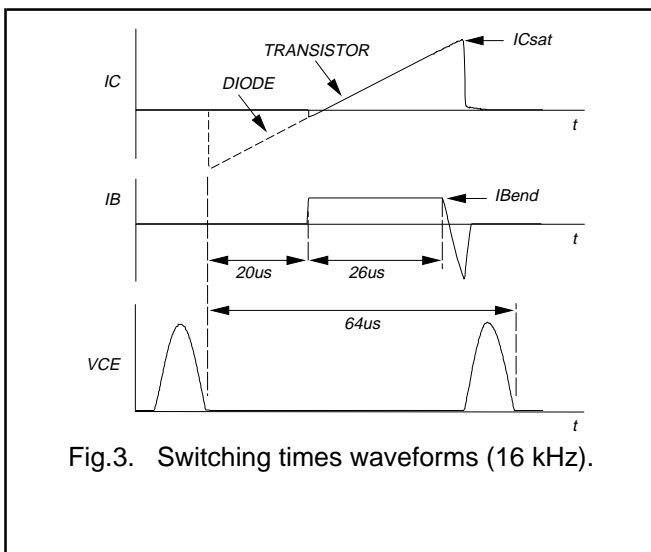 ICsat
TRANSISTOR
IC
DIODE
t
IB
IBend
t
20us
26us
64us
VCE
t
Fig.3. Switching times waveforms (16 kHz).